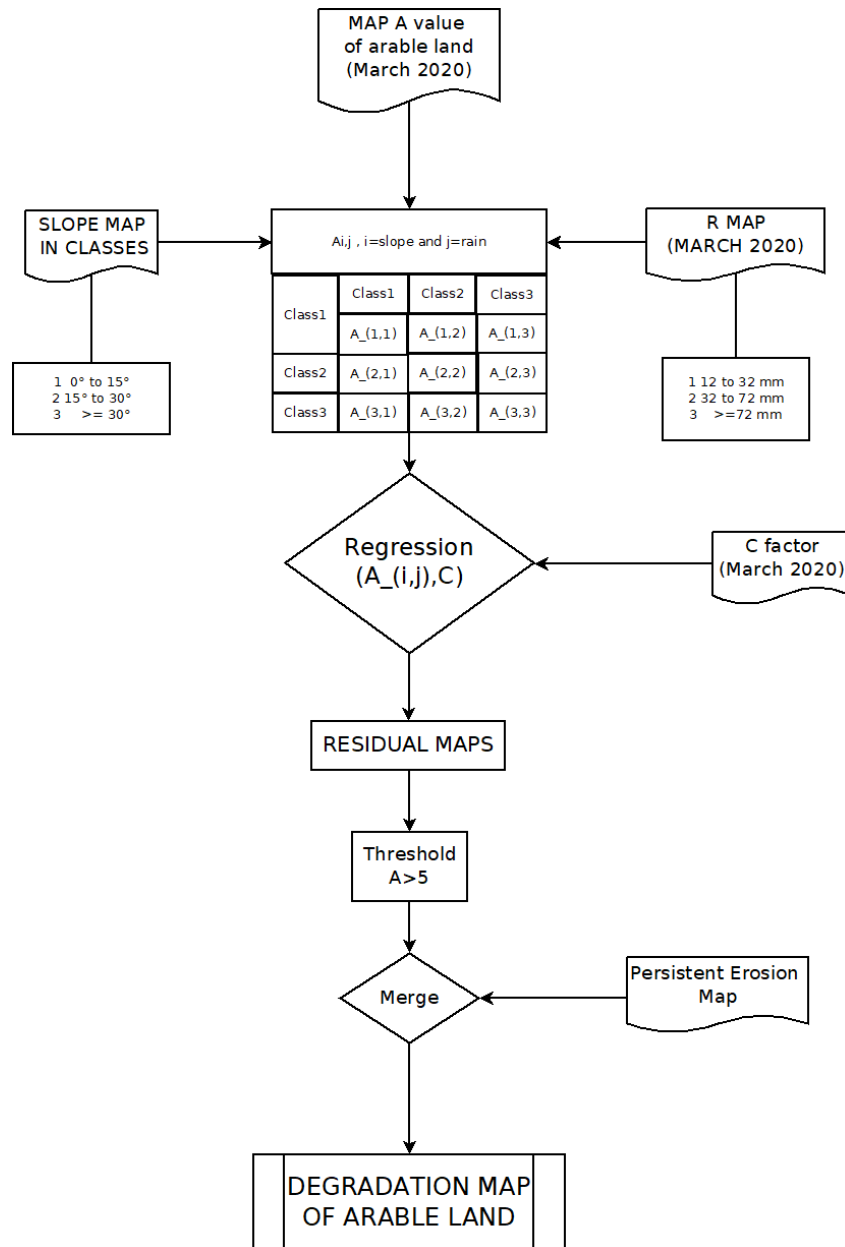 MAP A value
of arable land
(March 2020)
SLOPE MAP
IN CLASSES
Ai,j , i=slope and j=rain
R MAP
(MARCH 2020)
Class1 Class2 Class3
Class1
A_(1,1) A_(1,2) A_(1,3)
Class2 A_(2,1) A_(2,2) A_(2,3)
Class3 A_(3,1) A_(3,2) A_(3,3)
1 0° to 15°
2 15° to 30°
3 >= 30°
1 12 to 32 mm
2 32 to 72 mm
3 >=72 mm
Regression
(A_(i,j),C)
C factor
(March 2020)
RESIDUAL MAPS
Threshold
A>5
Merge
Persistent Erosion
Map
DEGRADATION MAP
OF ARABLE LAND